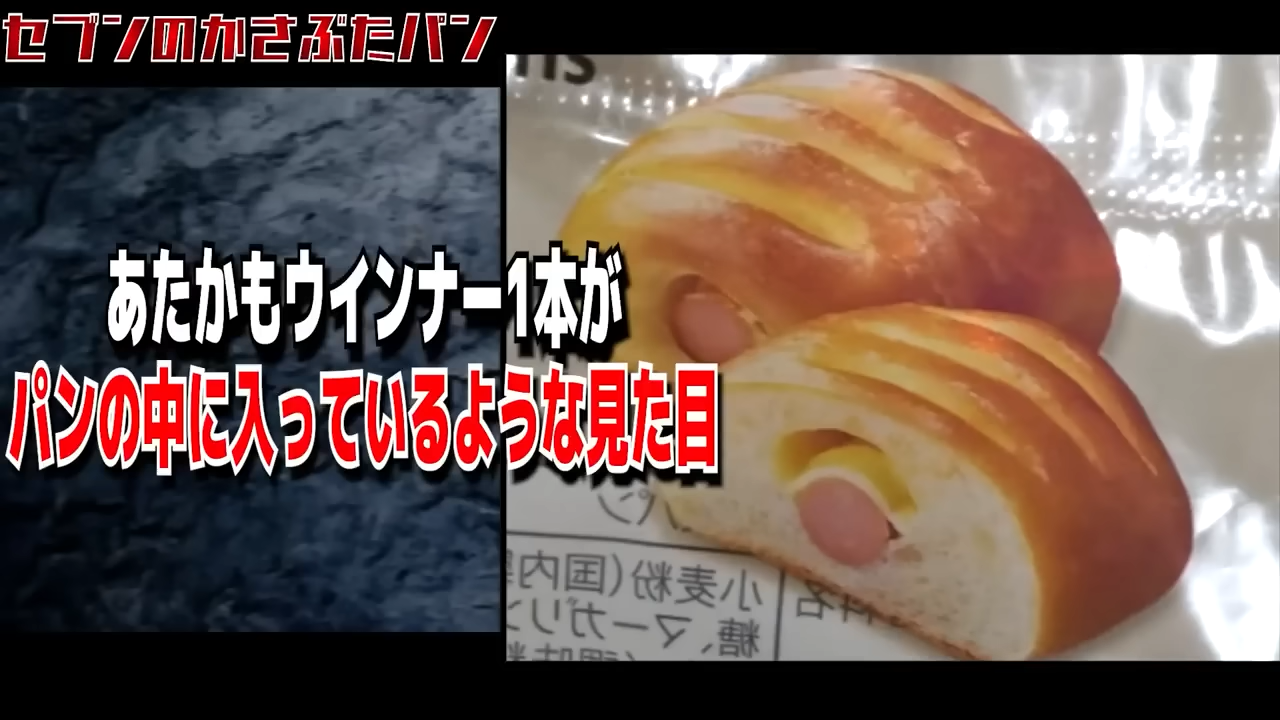 セブンのかさぶたパン
あたかもウインナー1本が
パンの中に入っているような見た目
パン
小麦粉(国内
糖、マーガリン